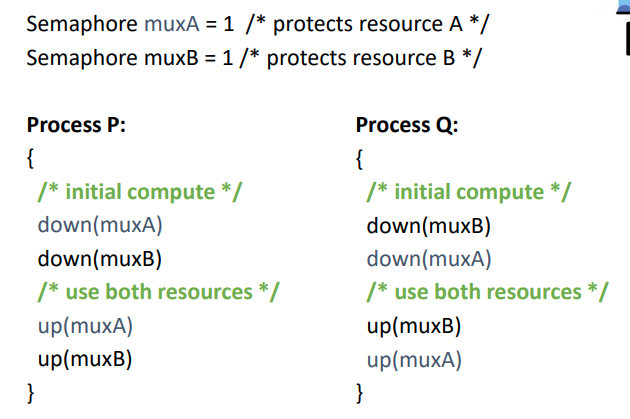 Semaphore muxA = 1 /* protects resource A */
Semaphore muxB = 1 /* protects resource B */
Process P:
{
/* initial compute */
down(muxA)
down(muxB)
/* use both resources */
up(muxA)
up(muxB)
}
Process Q:
{
/* initial compute */
down(muxB)
down(muxA)
/* use both resources */
up(muxB)
up(muxA)
}